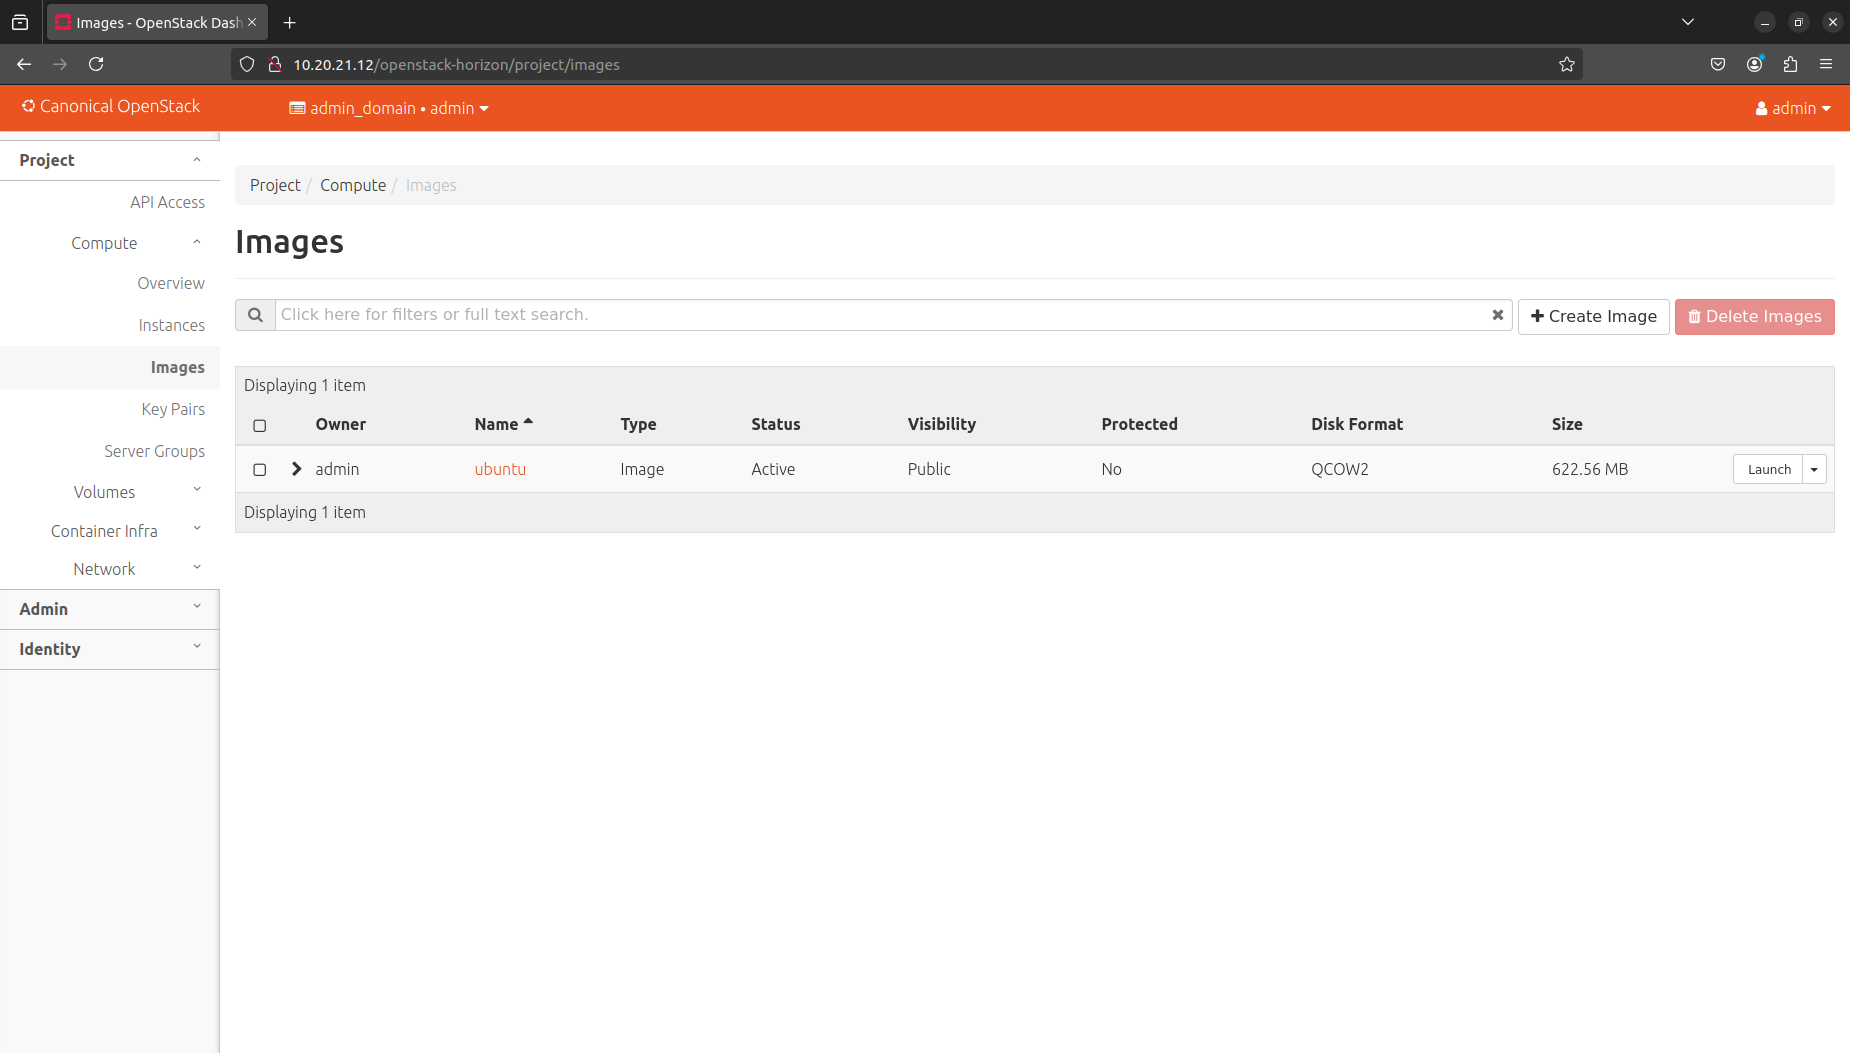 Images - OpenStack Dash
10.20.21.12/openstack-horizon/project/images
Canonical OpenStack
admin_domain • admin
admin
Project
API Access
Compute
Overview
Instances
Images
Key Pairs
Server Groups
Volumes
Container Infra
Network
Admin
Identity
Project / Compute / Images
Images
Click here for filters or full text search.
Create Image
Delete Images
Displaying 1 item
Owner Name Type Status Visibility Protected Disk Format Size
admin ubuntu Image Active Public No QCOW2 622.56 MB Launch
Displaying 1 item